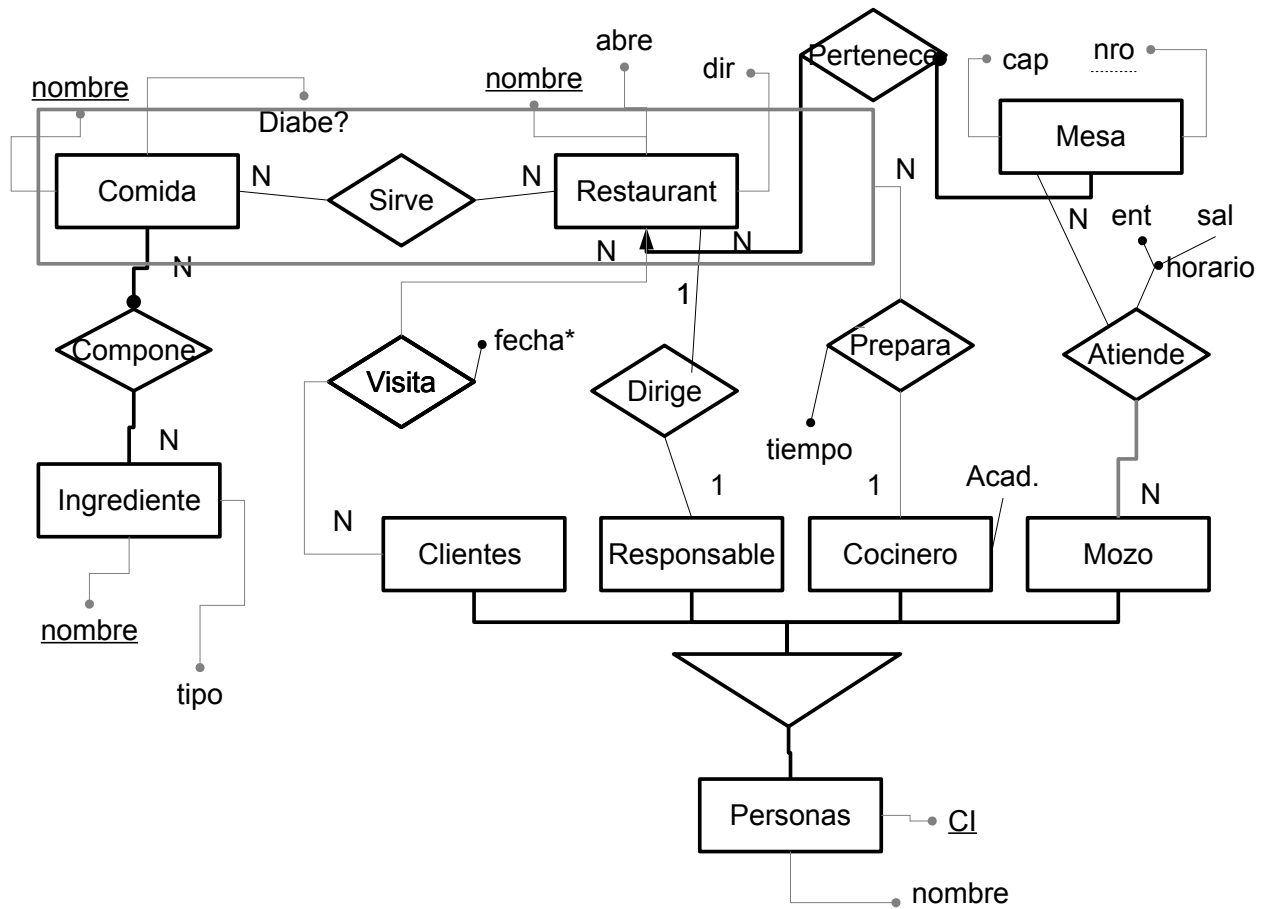 abre
nro
Pertenece
cap
dir
nombre
nombre
Diabe?
Mesa
N
N
N
Comida
Restaurant
Sirve
ent
sal
N
N
N
N
horario
1
fecha*
Prepara
Atiende
Compone
Visita
Dirige
N
tiempo
Acad.
1
1
N
N
Ingrediente
Clientes
Responsable
Cocinero
Mozo
nombre
tipo
Personas
CI
nombre